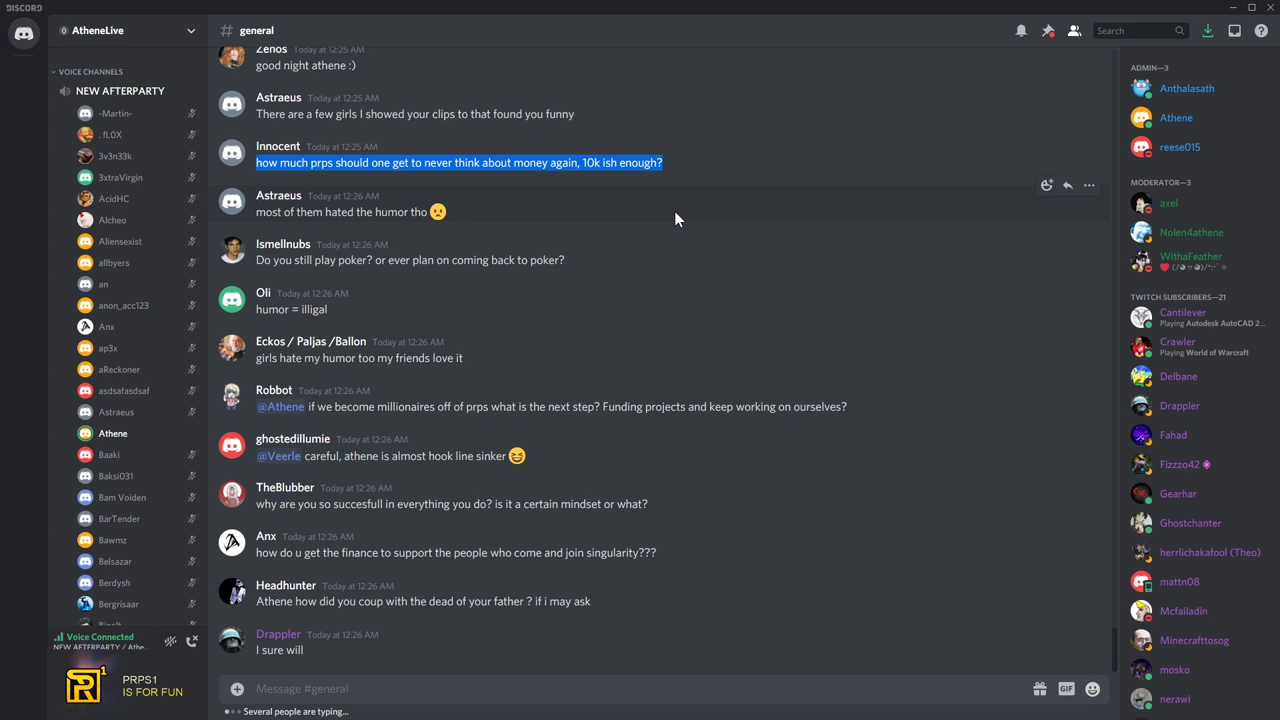 DISCORD
AtheneLive
general
Search
VOICE CHANNELS
NEW AFTERPARTY
-Martin-
. fL0X
3v3n33k
3xtraVirgin
AcidHC
Alcheo
Aliensexist
allbyers
an
anon_acc123
Anx
ap3x
aReckoner
asdsafasdsaf
Astraeus
Athene
Baaki
Baksi031
Bam Voiden
BarTender
Bawmz
Belsazar
Berdysh
Bergrisaar
Voice Connected
NEW AFTERPARTY / Athe...
PRPS1
IS FOR FUN
Zenos Today at 12:25 AM
good night athene :)
Astraeus Today at 12:25 AM
There are a few girls I showed your clips to that found you funny
Innocent Today at 12:25 AM
how much prps should one get to never think about money again, 10k ish enough?
Astraeus Today at 12:26 AM
most of them hated the humor tho
Ismellnubs Today at 12:26 AM
Do you still play poker? or ever plan on coming back to poker?
Oli Today at 12:26 AM
humor = illigal
Eckos / Paljas /Ballon Today at 12:26 AM
girls hate my humor too my friends love it
Robbot Today at 12:26 AM
@Athene if we become millionaires off of prps what is the next step? Funding projects and keep working on ourselves?
ghostedillumie Today at 12:26 AM
@Veerle careful, athene is almost hook line sinker
TheBlubber Today at 12:26 AM
why are you so succesfull in everything you do? is it a certain mindset or what?
Anx Today at 12:26 AM
how do u get the finance to support the people who come and join singularity???
Headhunter Today at 12:26 AM
Athene how did you coup with the dead of your father ? if i may ask
Drappler Today at 12:26 AM
I sure will
Message #general
GIF
Several people are typing...
ADMIN—3
Anthalasath
Athene
reese015
MODERATOR—3
axel
Nolen4athene
WithaFeather
TWITCH SUBSCRIBERS—21
Cantilever
Playing Autodesk AutoCAD 2...
Crawler
Playing World of Warcraft
Delbane
Drappler
Fahad
Fizzo42
Gearhar
Ghostchanter
herrlichakafool (Theo)
mattn08
Mcfailadin
Minecrafttosog
mosko
nerawi